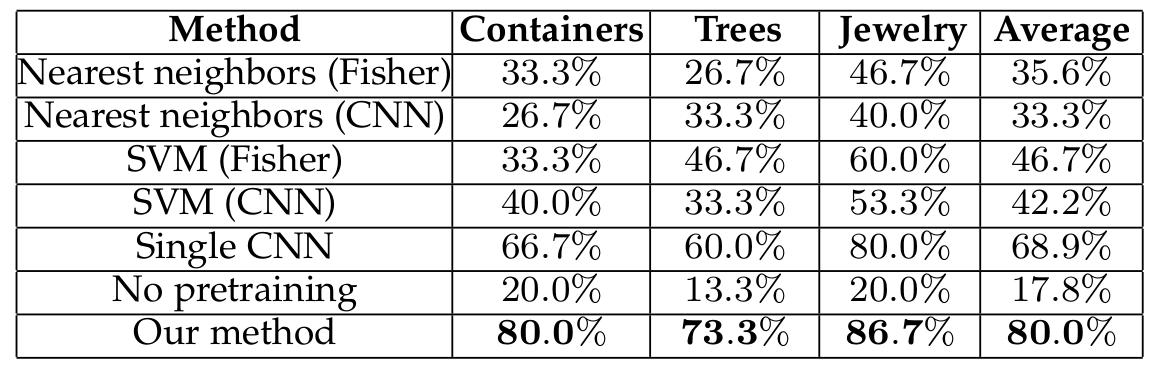 Method Containers Trees Jewelry Average
Nearest neighbors (Fisher) 33.3% 26.7% 46.7% 35.6%
Nearest neighbors (CNN) 26.7% 33.3% 40.0% 33.3%
SVM (Fisher) 33.3% 46.7% 60.0% 46.7%
SVM (CNN) 40.0% 33.3% 53.3% 42.2%
Single CNN 66.7% 60.0% 80.0% 68.9%
No pretraining 20.0% 13.3% 20.0% 17.8%
Our method 80.0% 73.3% 86.7% 80.0%